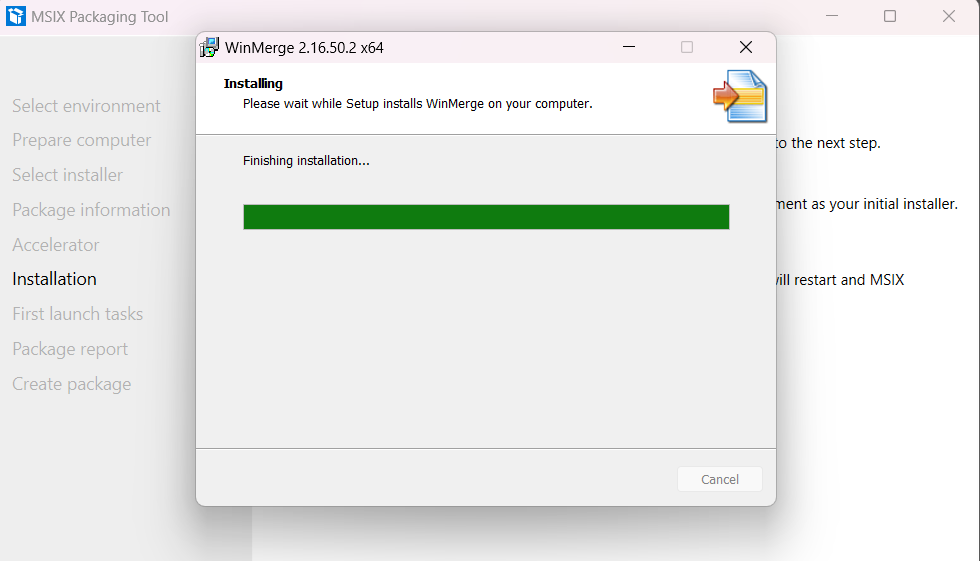 MSIX Packaging Tool
WinMerge 2.16.50.2 x64
Installing
Please wait while Setup installs WinMerge on your computer.
Finishing installation...
Cancel
Select environment
Prepare computer
Select installer
Package information
Accelerator
Installation
First launch tasks
Package report
Create package
to the next step.
as your initial installer.
will restart and MSIX